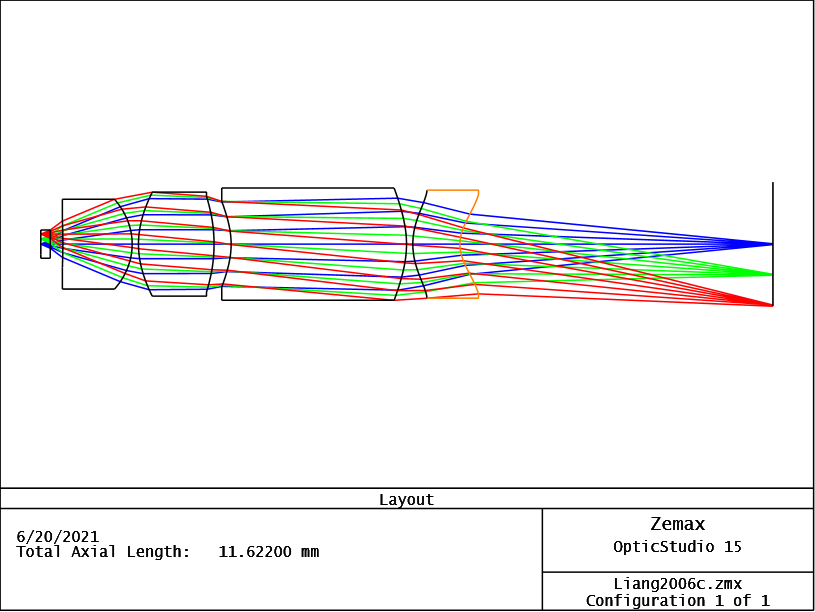 Layout
6/20/2021
Total Axial Length:   11.62200 mm
Zemax
OpticStudio 15
Liang2006c.zmx
Configuration 1 of 1